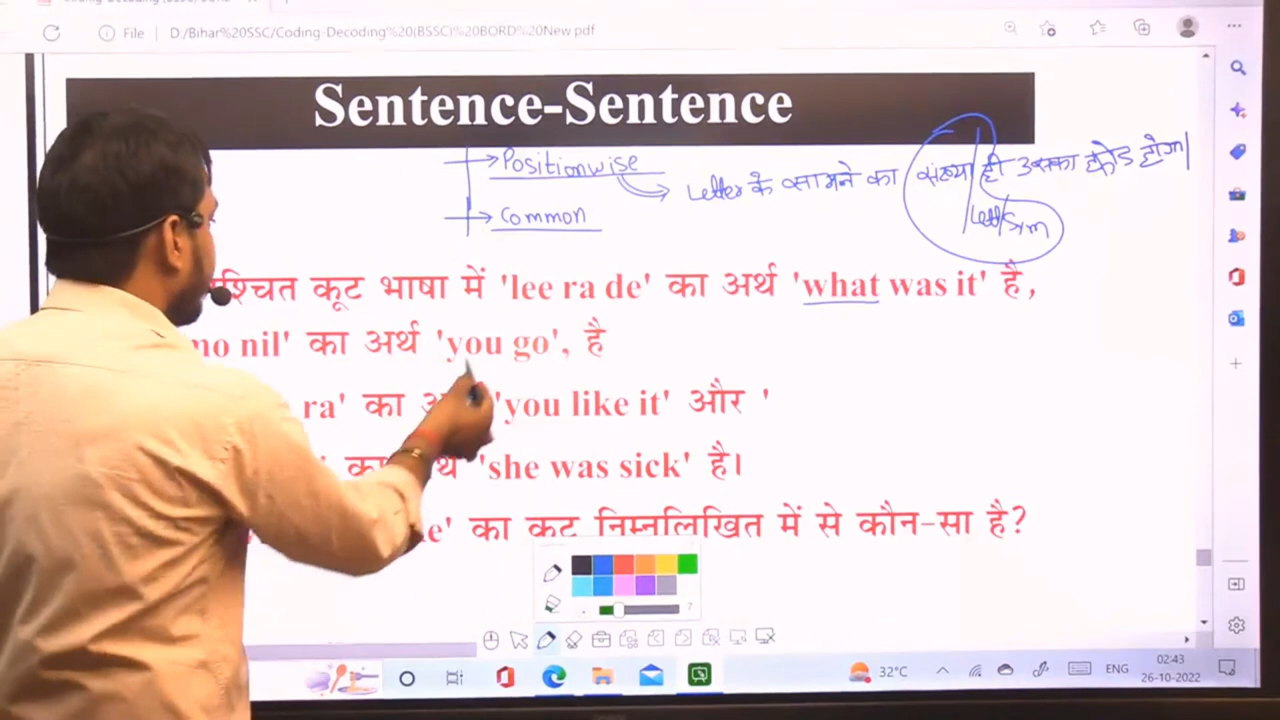 File | D:/Bihar%20SSC/Coding-Decoding%20(BSSC)%20BORD%20New.pdf
Sentence-Sentence
Positionwise
Letter के सामने का संख्या ही उसका कोड होगा|
Common
श्चित कूट भाषा में 'lee ra de' का अर्थ 'what was it' है,
no nil' का अर्थ 'you go', है
ra' का 'you like it' और '
'she was sick' है।
का कूट निम्नलिखित में से कौन-सा है?
7
32°C
ENG
02:43
26-10-2022